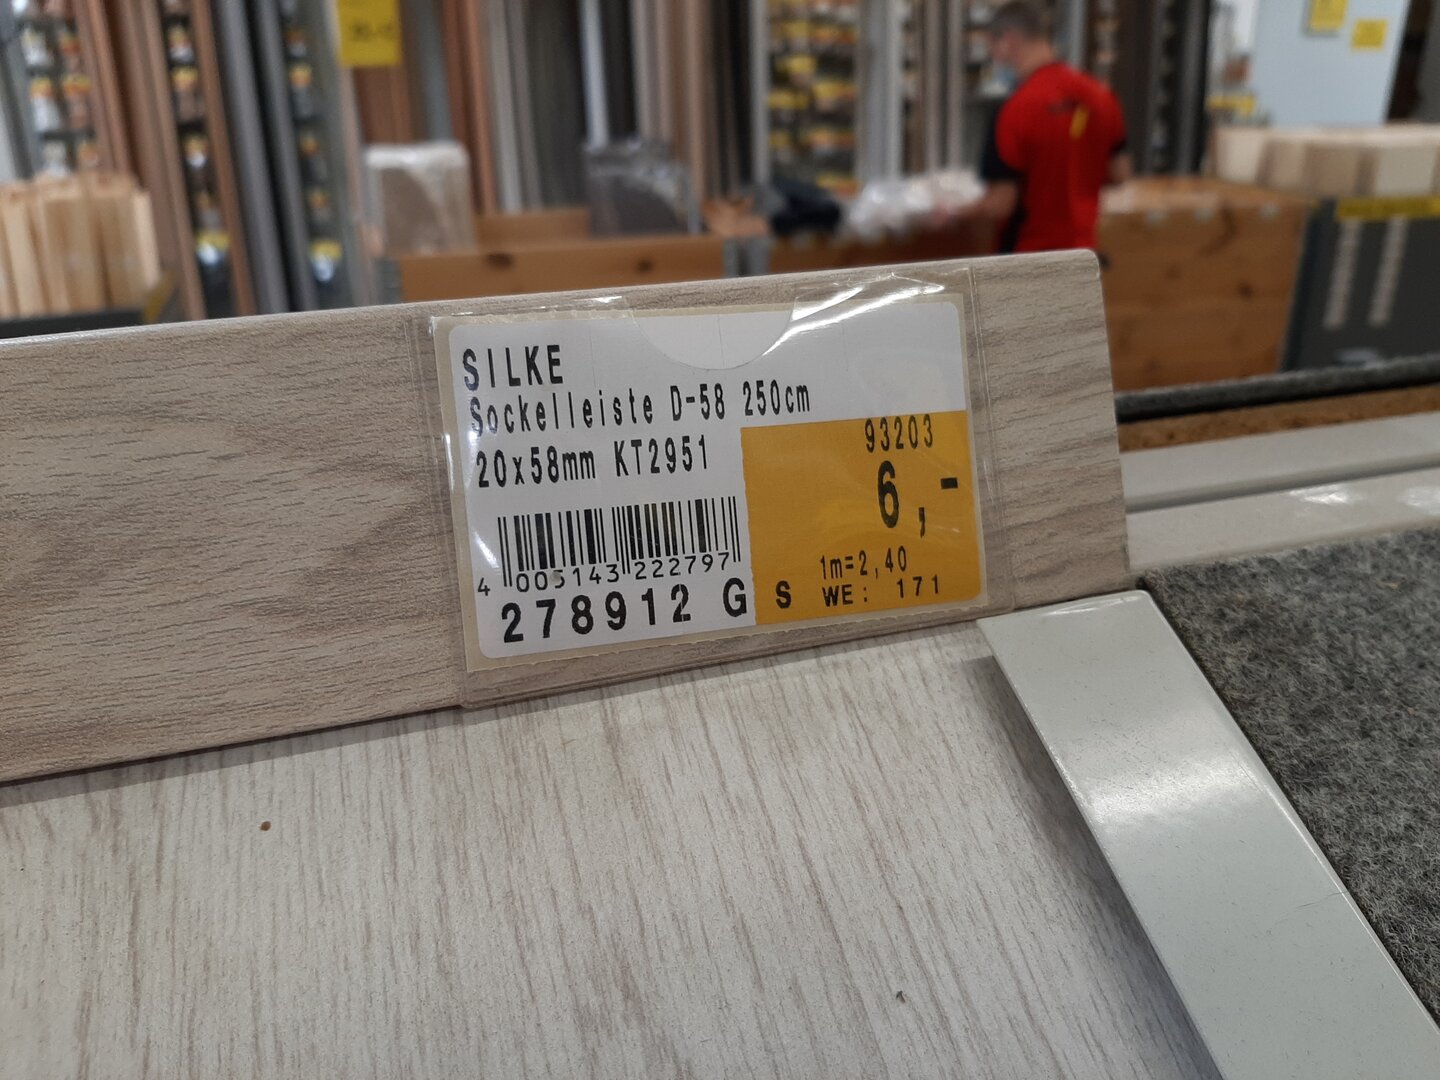 SILKE
Sockelleiste D-58 250cm
20x58mm KT2951
93203
6,-
1m=2,40
4 005143 222797
278912 G S WE: 171